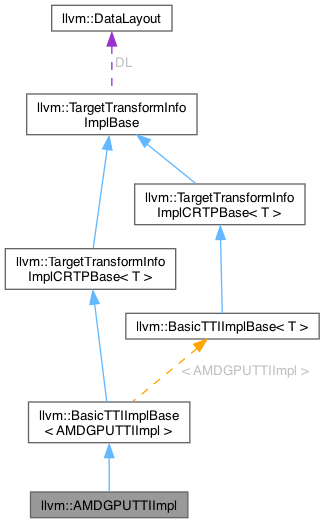 llvm::DataLayout
DL
llvm::TargetTransformInfo
ImplBase
llvm::TargetTransformInfo
ImplCRTPBase< T >
llvm::TargetTransformInfo
ImplCRTPBase< T >
llvm::BasicTTIImplBase< T >
< AMDGPUTTIImpl >
llvm::BasicTTIImplBase
< AMDGPUTTIImpl >
llvm::AMDGPUTTIImpl